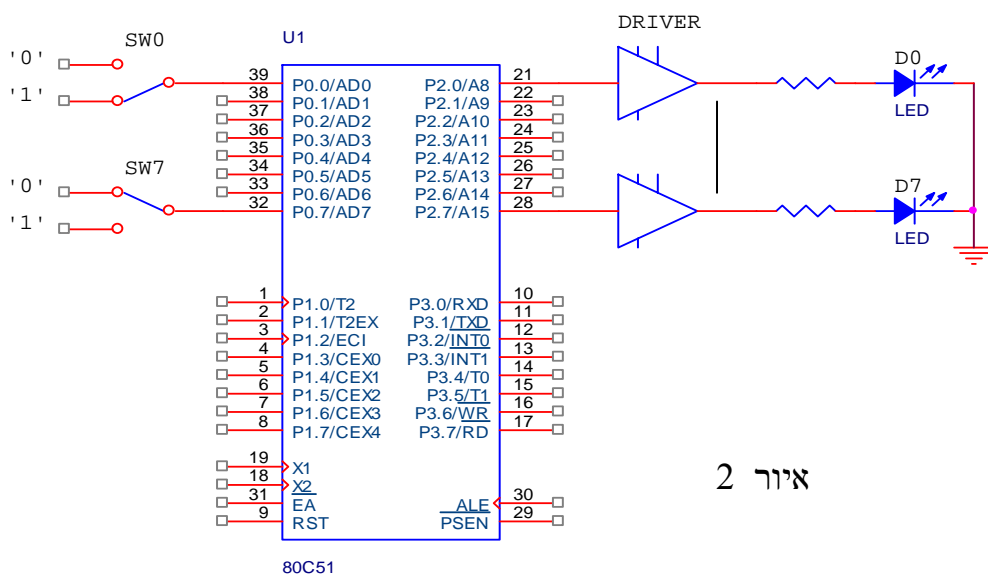 DRIVER
SW0
U1
D0
'0'
'1'
39 P0.0/AD0 P2.0/A8 21
38 P0.1/AD1 P2.1/A9 22
37 P0.2/AD2 P2.2/A10 23
36 P0.3/AD3 P2.3/A11 24
35 P0.4/AD4 P2.4/A12 25
34 P0.5/AD5 P2.5/A13 26
33 P0.6/AD6 P2.6/A14 27
32 P0.7/AD7 P2.7/A15 28
LED
SW7
D7
'0'
'1'
LED
1 P1.0/T2 P3.0/RXD 10
2 P1.1/T2EX P3.1/TXD 11
3 P1.2/ECI P3.2/INT0 12
4 P1.3/CEX0 P3.3/INT1 13
5 P1.4/CEX1 P3.4/T0 14
6 P1.5/CEX2 P3.5/T1 15
7 P1.6/CEX3 P3.6/WR 16
8 P1.7/CEX4 P3.7/RD 17
19 X1
18 X2
31 EA ALE 30
9 RST PSEN 29
איור 2
80C51